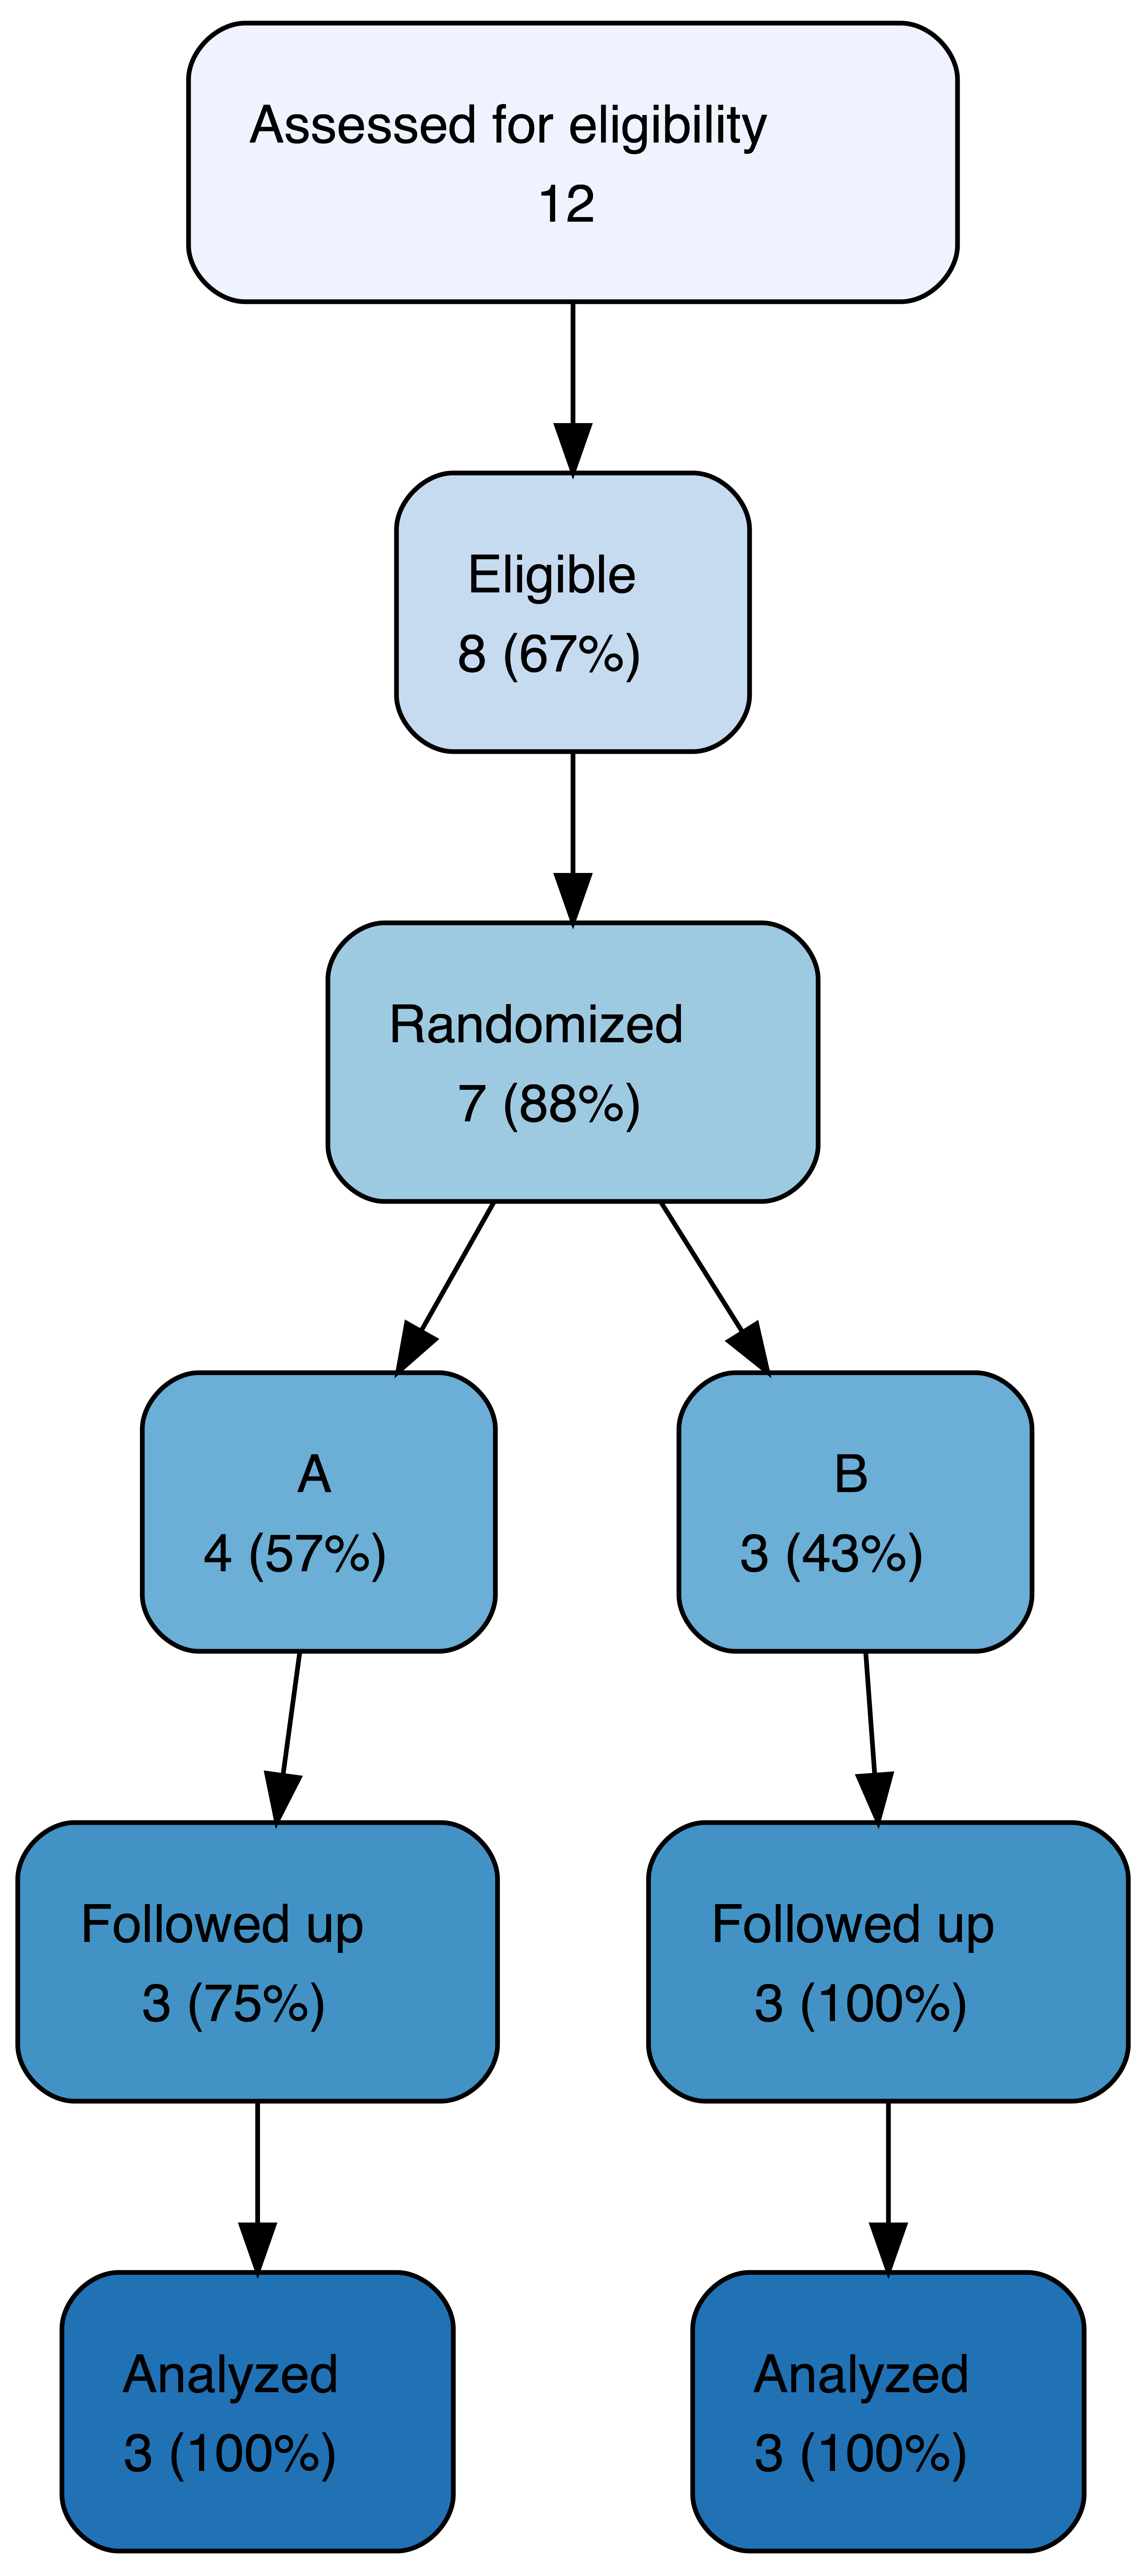 Assessed for eligibility
12
Eligible
8 (67%)
Randomized
7 (88%)
A
4 (57%)
B
3 (43%)
Followed up
3 (75%)
Followed up
3 (100%)
Analyzed
3 (100%)
Analyzed
3 (100%)